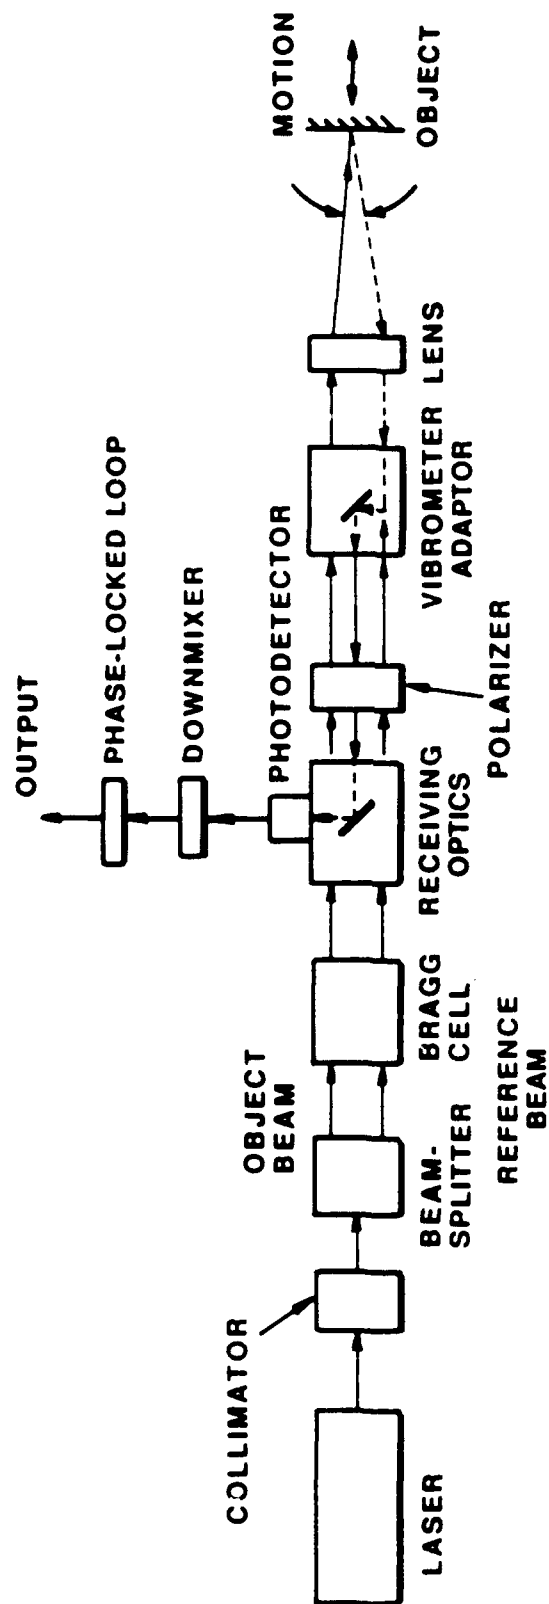 OUTPUT
PHASE-LOCKED LOOP
DOWNMIXER
PHOTODETECTOR
MOTION
OBJECT
COLLIMATOR
OBJECT
BEAM
LASER
BEAM-
SPLITTER
BRAGG
CELL
RECEIVING
OPTICS
VIBROMETER
ADAPTOR
LENS
REFERENCE
BEAM
POLARIZER